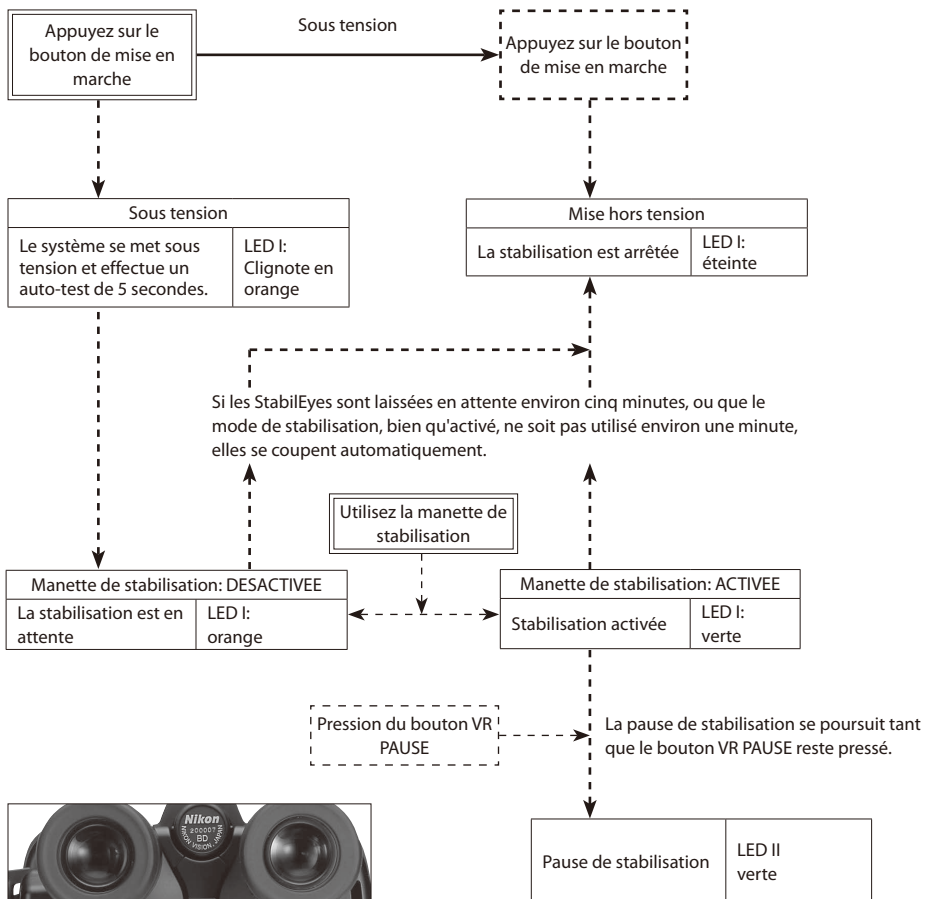 Appuyez sur le
bouton de mise en
marche
Sous tension
Appuyez sur le bouton
de mise en marche
Sous tension
Le système se met sous
tension et effectue un
auto-test de 5 secondes.
LED I:
Clignote en
orange
Mise hors tension
La stabilisation est arrêtée
LED I:
éteinte
Si les StabilEyes sont laissées en attente environ cinq minutes, ou que le
mode de stabilisation, bien qu'activé, ne soit pas utilisé environ une minute,
elles se coupent automatiquement.
Utilisez la manette de
stabilisation
Manette de stabilisation: DESACTIVEE
La stabilisation est en
attente
LED I:
orange
Manette de stabilisation: ACTIVEE
Stabilisation activée
LED I:
verte
Pression du bouton VR
PAUSE
La pause de stabilisation se poursuit tant
que le bouton VR PAUSE reste pressé.
Pause de stabilisation
LED II
verte
Nikon
200007
BD
NIKON VISION JAPAN